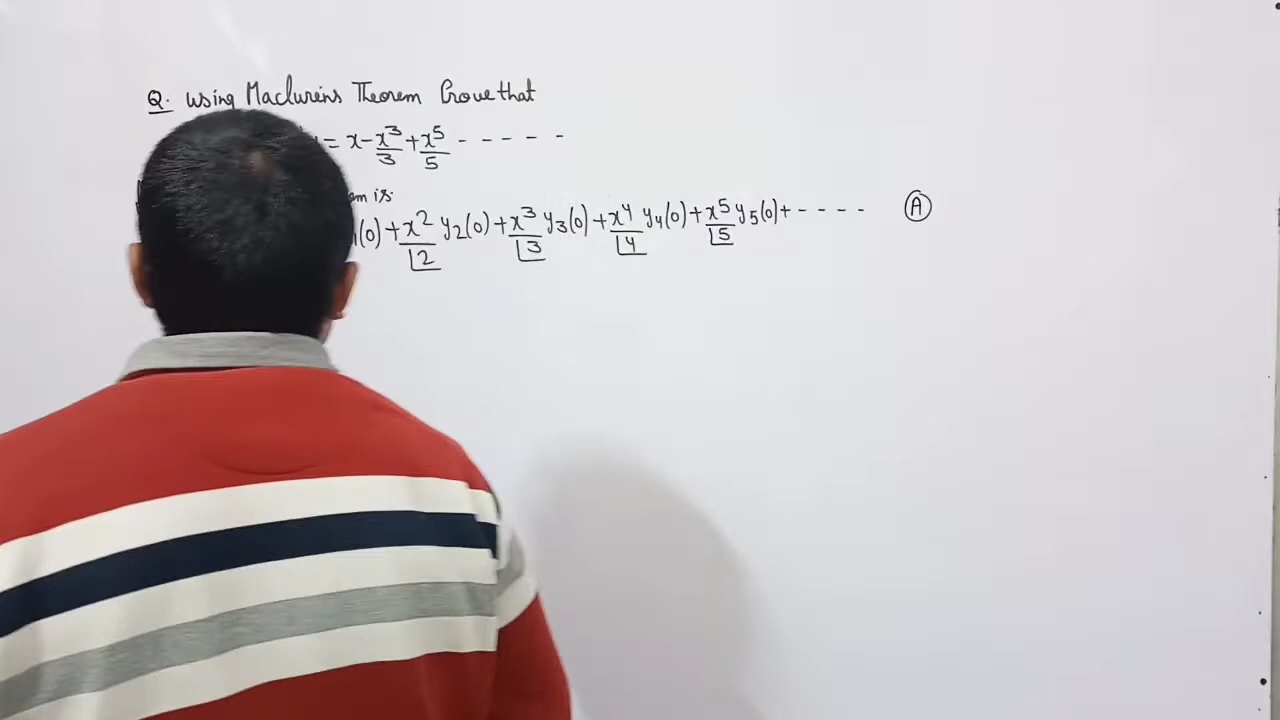 Q. using Maclureins Theorem Prove that
= x - x³/3 + x⁵/5 - - - - - -
is:
(0) + x²/⌊2 y₂(0) + x³/⌊3 y₃(0) + x⁴/⌊4 y₄(0) + x⁵/⌊5 y₅(0) + - - - - Ⓐ